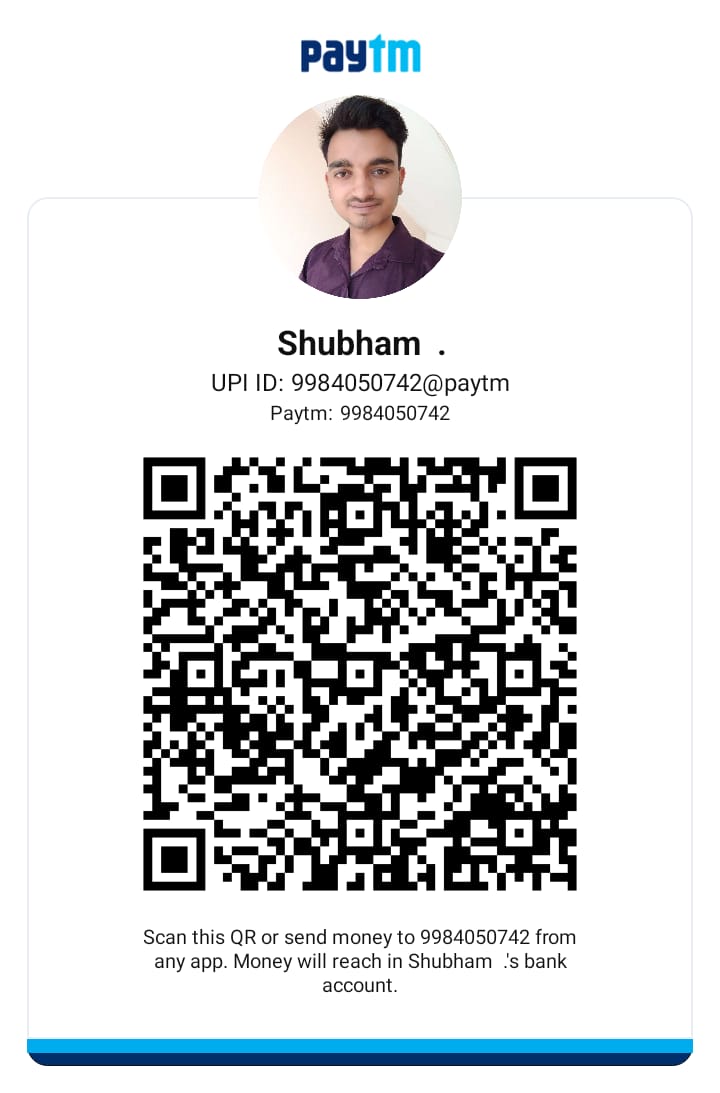 paytm
Shubham  .
UPI ID: 9984050742@paytm
Paytm: 9984050742
Scan this QR or send money to 9984050742 from
any app. Money will reach in Shubham  .'s bank
account.